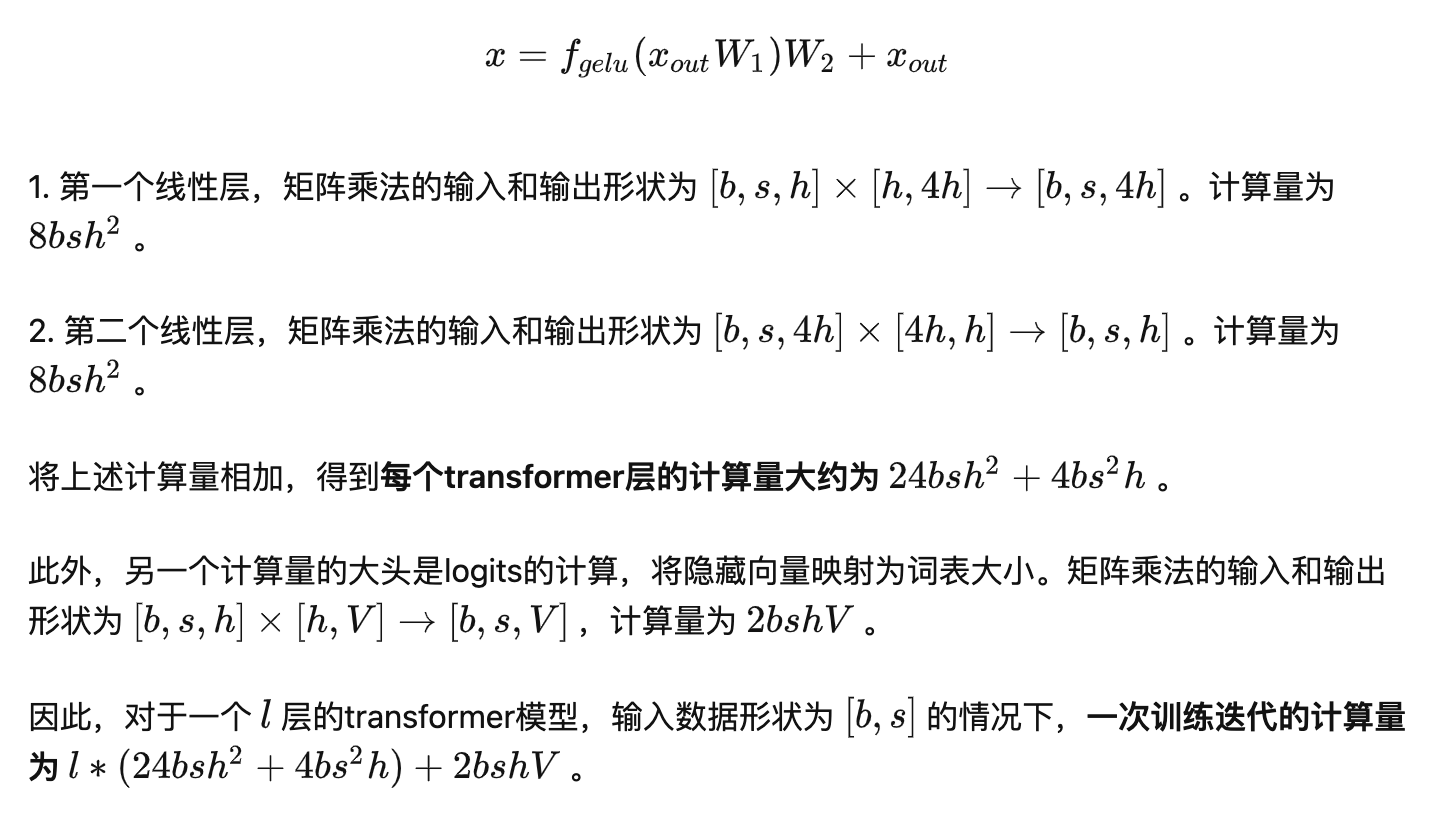 x = f_{gelu}(x_{out}W_1)W_2 + x_{out}
1. 第一个线性层，矩阵乘法的输入和输出形状为 [b, s, h] × [h, 4h] → [b, s, 4h] 。计算量为
8bsh^2 。
2. 第二个线性层，矩阵乘法的输入和输出形状为 [b, s, 4h] × [4h, h] → [b, s, h] 。计算量为
8bsh^2 。
将上述计算量相加，得到每个transformer层的计算量大约为 24bsh^2 + 4bs^2h 。
此外，另一个计算量的大头是logits的计算，将隐藏向量映射为词表大小。矩阵乘法的输入和输出
形状为 [b, s, h] × [h, V] → [b, s, V] ，计算量为 2bshV 。
因此，对于一个 l 层的transformer模型，输入数据形状为 [b, s] 的情况下，一次训练迭代的计算量
为 l * (24bsh^2 + 4bs^2h) + 2bshV 。